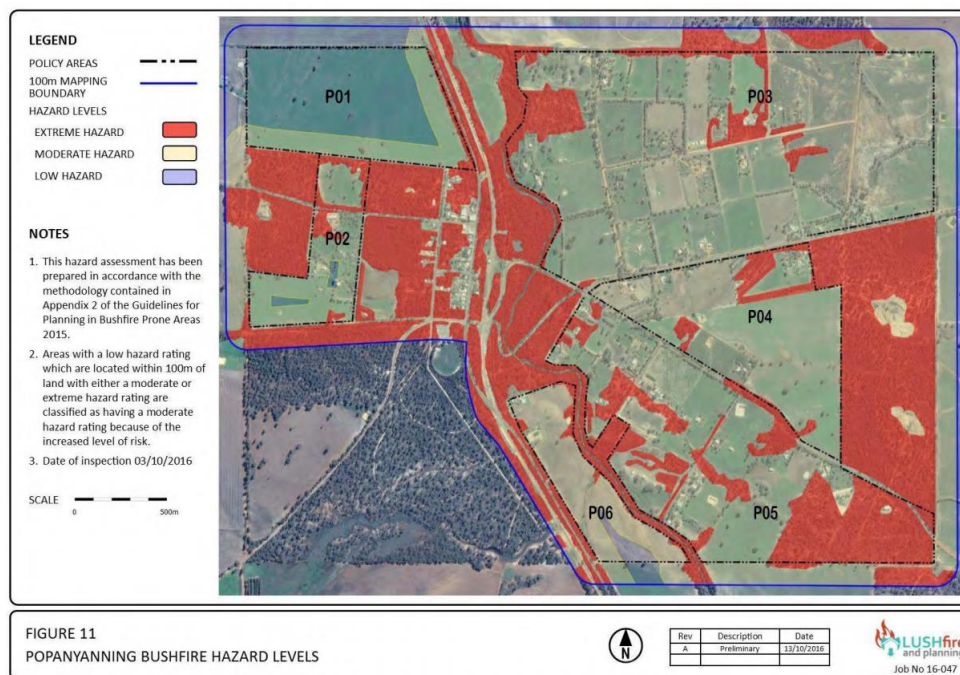 LEGEND
POLICY AREAS
100m MAPPING
BOUNDARY
HAZARD LEVELS
EXTREME HAZARD
MODERATE HAZARD
LOW HAZARD
NOTES
1. This hazard assessment has been
prepared in accordance with the
methodology contained in
Appendix 2 of the Guidelines for
Planning in Bushfire Prone Areas
2015.
2. Areas with a low hazard rating
which are located within 100m of
land with either a moderate or
extreme hazard rating are
classified as having a moderate
hazard rating because of the
increased level of risk.
3. Date of inspection 03/10/2016
SCALE
0 500m
P01
P03
P02
P04
P06
P05
FIGURE 11
POPANYANNING BUSHFIRE HAZARD LEVELS
N
Rev Description Date
A Preliminary 13/10/2016
LUSHfire
and planning
Job No 16-047